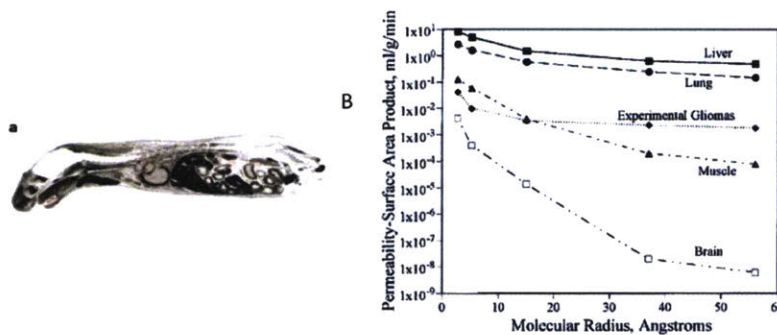 a
B
Permeability-Surface Area Product, ml/g/min
1x10¹
1x10⁰
1x10⁻¹
1x10⁻²
1x10⁻³
1x10⁻⁴
1x10⁻⁵
1x10⁻⁶
1x10⁻⁷
1x10⁻⁸
1x10⁻⁹
Liver
Lung
Experimental Gliomas
Muscle
Brain
0 10 20 30 40 50 60
Molecular Radius, Angstroms